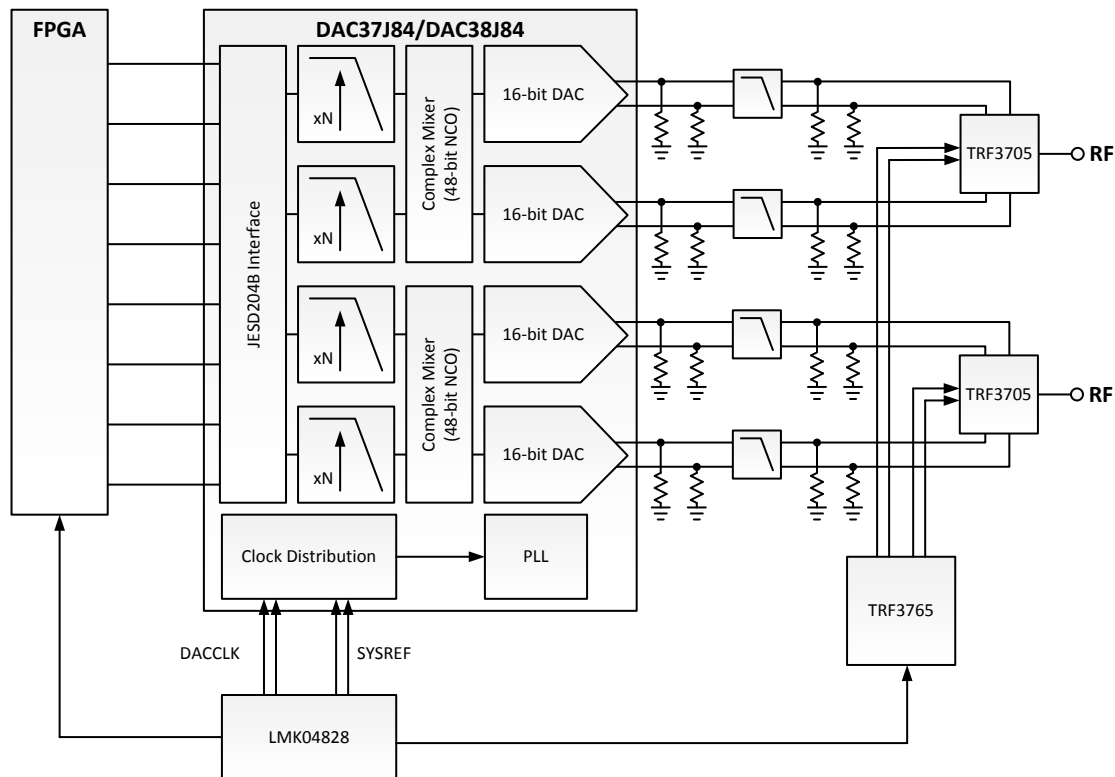 FPGA
DAC37J84/DAC38J84
JESD204B Interface
xN
Complex Mixer
(48-bit NCO)
16-bit DAC
TRF3705
RF
xN
16-bit DAC
xN
Complex Mixer
(48-bit NCO)
16-bit DAC
TRF3705
RF
xN
16-bit DAC
Clock Distribution
PLL
TRF3765
DACCLK
SYSREF
LMK04828